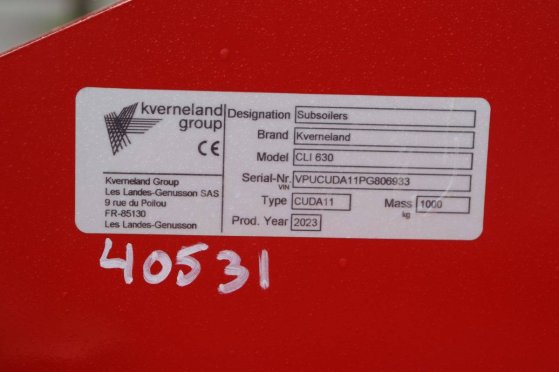 kverneland
group
CE
Kverneland Group
Les Landes-Genusson SAS
9 rue du Poitou
FR-85130
Les Landes-Genusson
Designation Subsoilers
Brand Kverneland
Model CLI 630
Serial-Nr. VPUCUDA11PG806933
VIN
Type CUDA11 Mass 1000
kg
Prod. Year 2023
40531